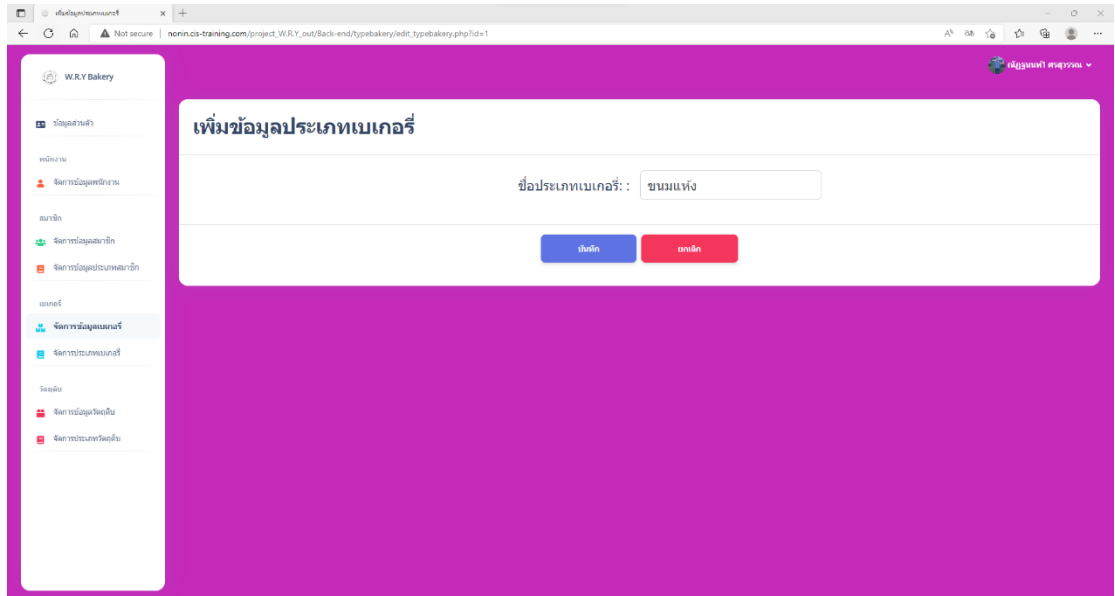 เพิ่มข้อมูลประเภทเบเกอรี่
Not secure
nonin.cis-training.com/project_W.R.Y_out/Back-end/typebakery/edit_typebakery.php?id=1
W.R.Y Bakery
ข้อมูลส่วนตัว
พนักงาน
จัดการข้อมูลพนักงาน
สมาชิก
จัดการข้อมูลสมาชิก
จัดการข้อมูลประเภทสมาชิก
เบเกอรี่
จัดการข้อมูลเบเกอรี่
จัดการประเภทเบเกอรี่
วัตถุดิบ
จัดการข้อมูลวัตถุดิบ
จัดการประเภทวัตถุดิบ
เพิ่มข้อมูลประเภทเบเกอรี่
ชื่อประเภทเบเกอรี่: : ขนมแห้ง
บันทึก ยกเลิก